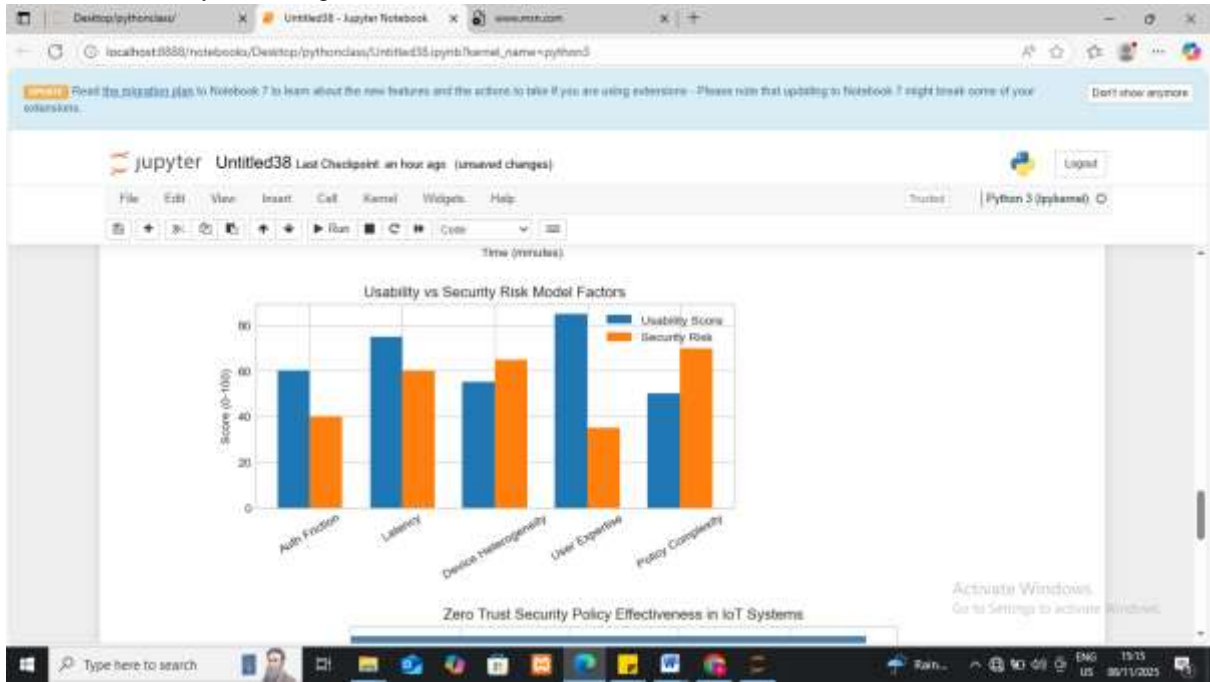 Desktop/pythonclass/
Untitled38 - Jupyter Notebook
www.msn.com
localhost:8888/notebooks/Desktop/pythonclass/Untitled38.ipynb?kernel_name=python3
Read the migration plan to Notebook 7 to learn about the new features and the actions to take if you are using extensions - Please note that updating to Notebook 7 might break some of your
extensions.
Don't show anymore
jupyter Untitled38 Last Checkpoint: an hour ago (unsaved changes)
Logout
File Edit View Insert Cell Kernel Widgets Help
Trusted
Python 3 (ipykernel)
Run
Code
Time (minutes)
Usability vs Security Risk Model Factors
Usability Score
Security Risk
Score (0-100)
80
60
40
20
0
Auth Friction
Latency
Device Heterogeneity
User Expertise
Policy Complexity
Activate Windows
Go to Settings to activate Windows.
Zero Trust Security Policy Effectiveness in IoT Systems
Type here to search
Rain...
ENG
US
15:15